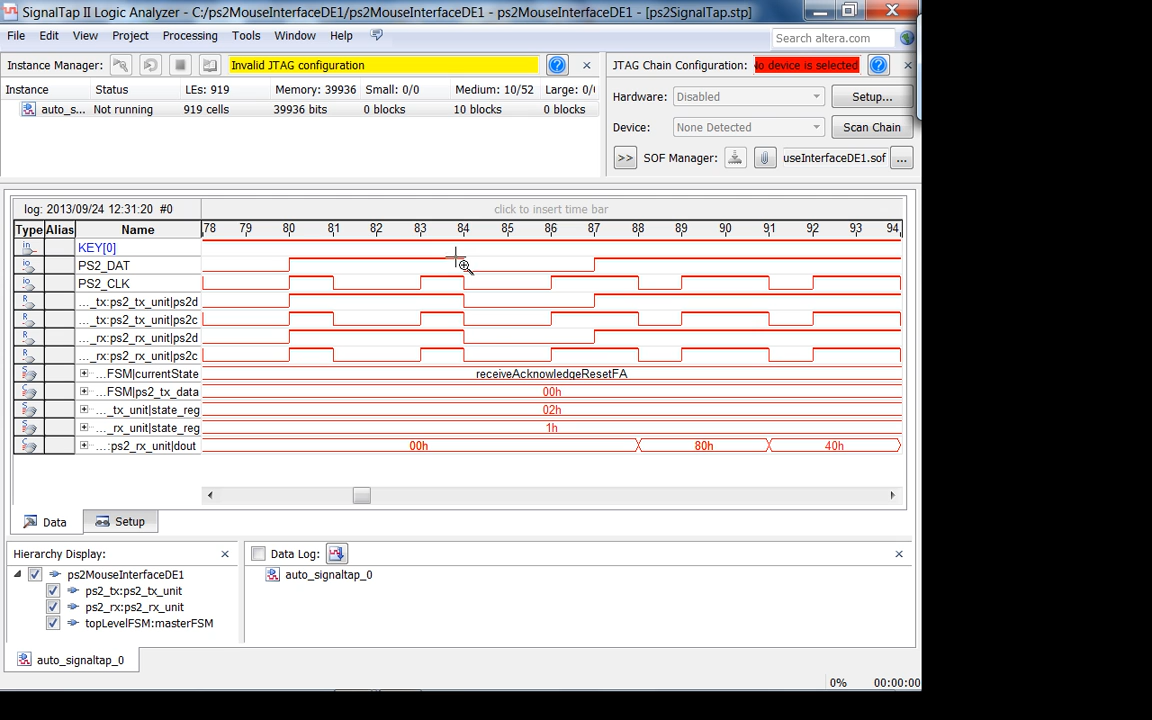 SignalTap II Logic Analyzer - C:/ps2MouseInterfaceDE1/ps2MouseInterfaceDE1 - ps2MouseInterfaceDE1 - [ps2SignalTap.stp]
File Edit View Project Processing Tools Window Help Search altera.com
Instance Manager: Invalid JTAG configuration
Instance Status LEs: 919 Memory: 39936 Small: 0/0 Medium: 10/52 Large: 0/
auto_s... Not running 919 cells 39936 bits 0 blocks 10 blocks 0 blocks
JTAG Chain Configuration: No device is selected
Hardware: Disabled Setup...
Device: None Detected Scan Chain
>> SOF Manager: useInterfaceDE1.sof ...
log: 2013/09/24 12:31:20 #0 click to insert time bar
Type Alias Name 78 79 80 81 82 83 84 85 86 87 88 89 90 91 92 93 94
KEY[0]
PS2_DAT
PS2_CLK
..._tx:ps2_tx_unit|ps2d
..._tx:ps2_tx_unit|ps2c
..._rx:ps2_rx_unit|ps2d
..._rx:ps2_rx_unit|ps2c
...FSM|currentState receiveAcknowledgeResetFA
...FSM|ps2_tx_data 00h
..._tx_unit|state_reg 02h
..._rx_unit|state_reg 1h
...:ps2_rx_unit|dout 00h 80h 40h
Data Setup
Hierarchy Display:
ps2MouseInterfaceDE1
ps2_tx:ps2_tx_unit
ps2_rx:ps2_rx_unit
topLevelFSM:masterFSM
Data Log:
auto_signaltap_0
auto_signaltap_0
0% 00:00:00